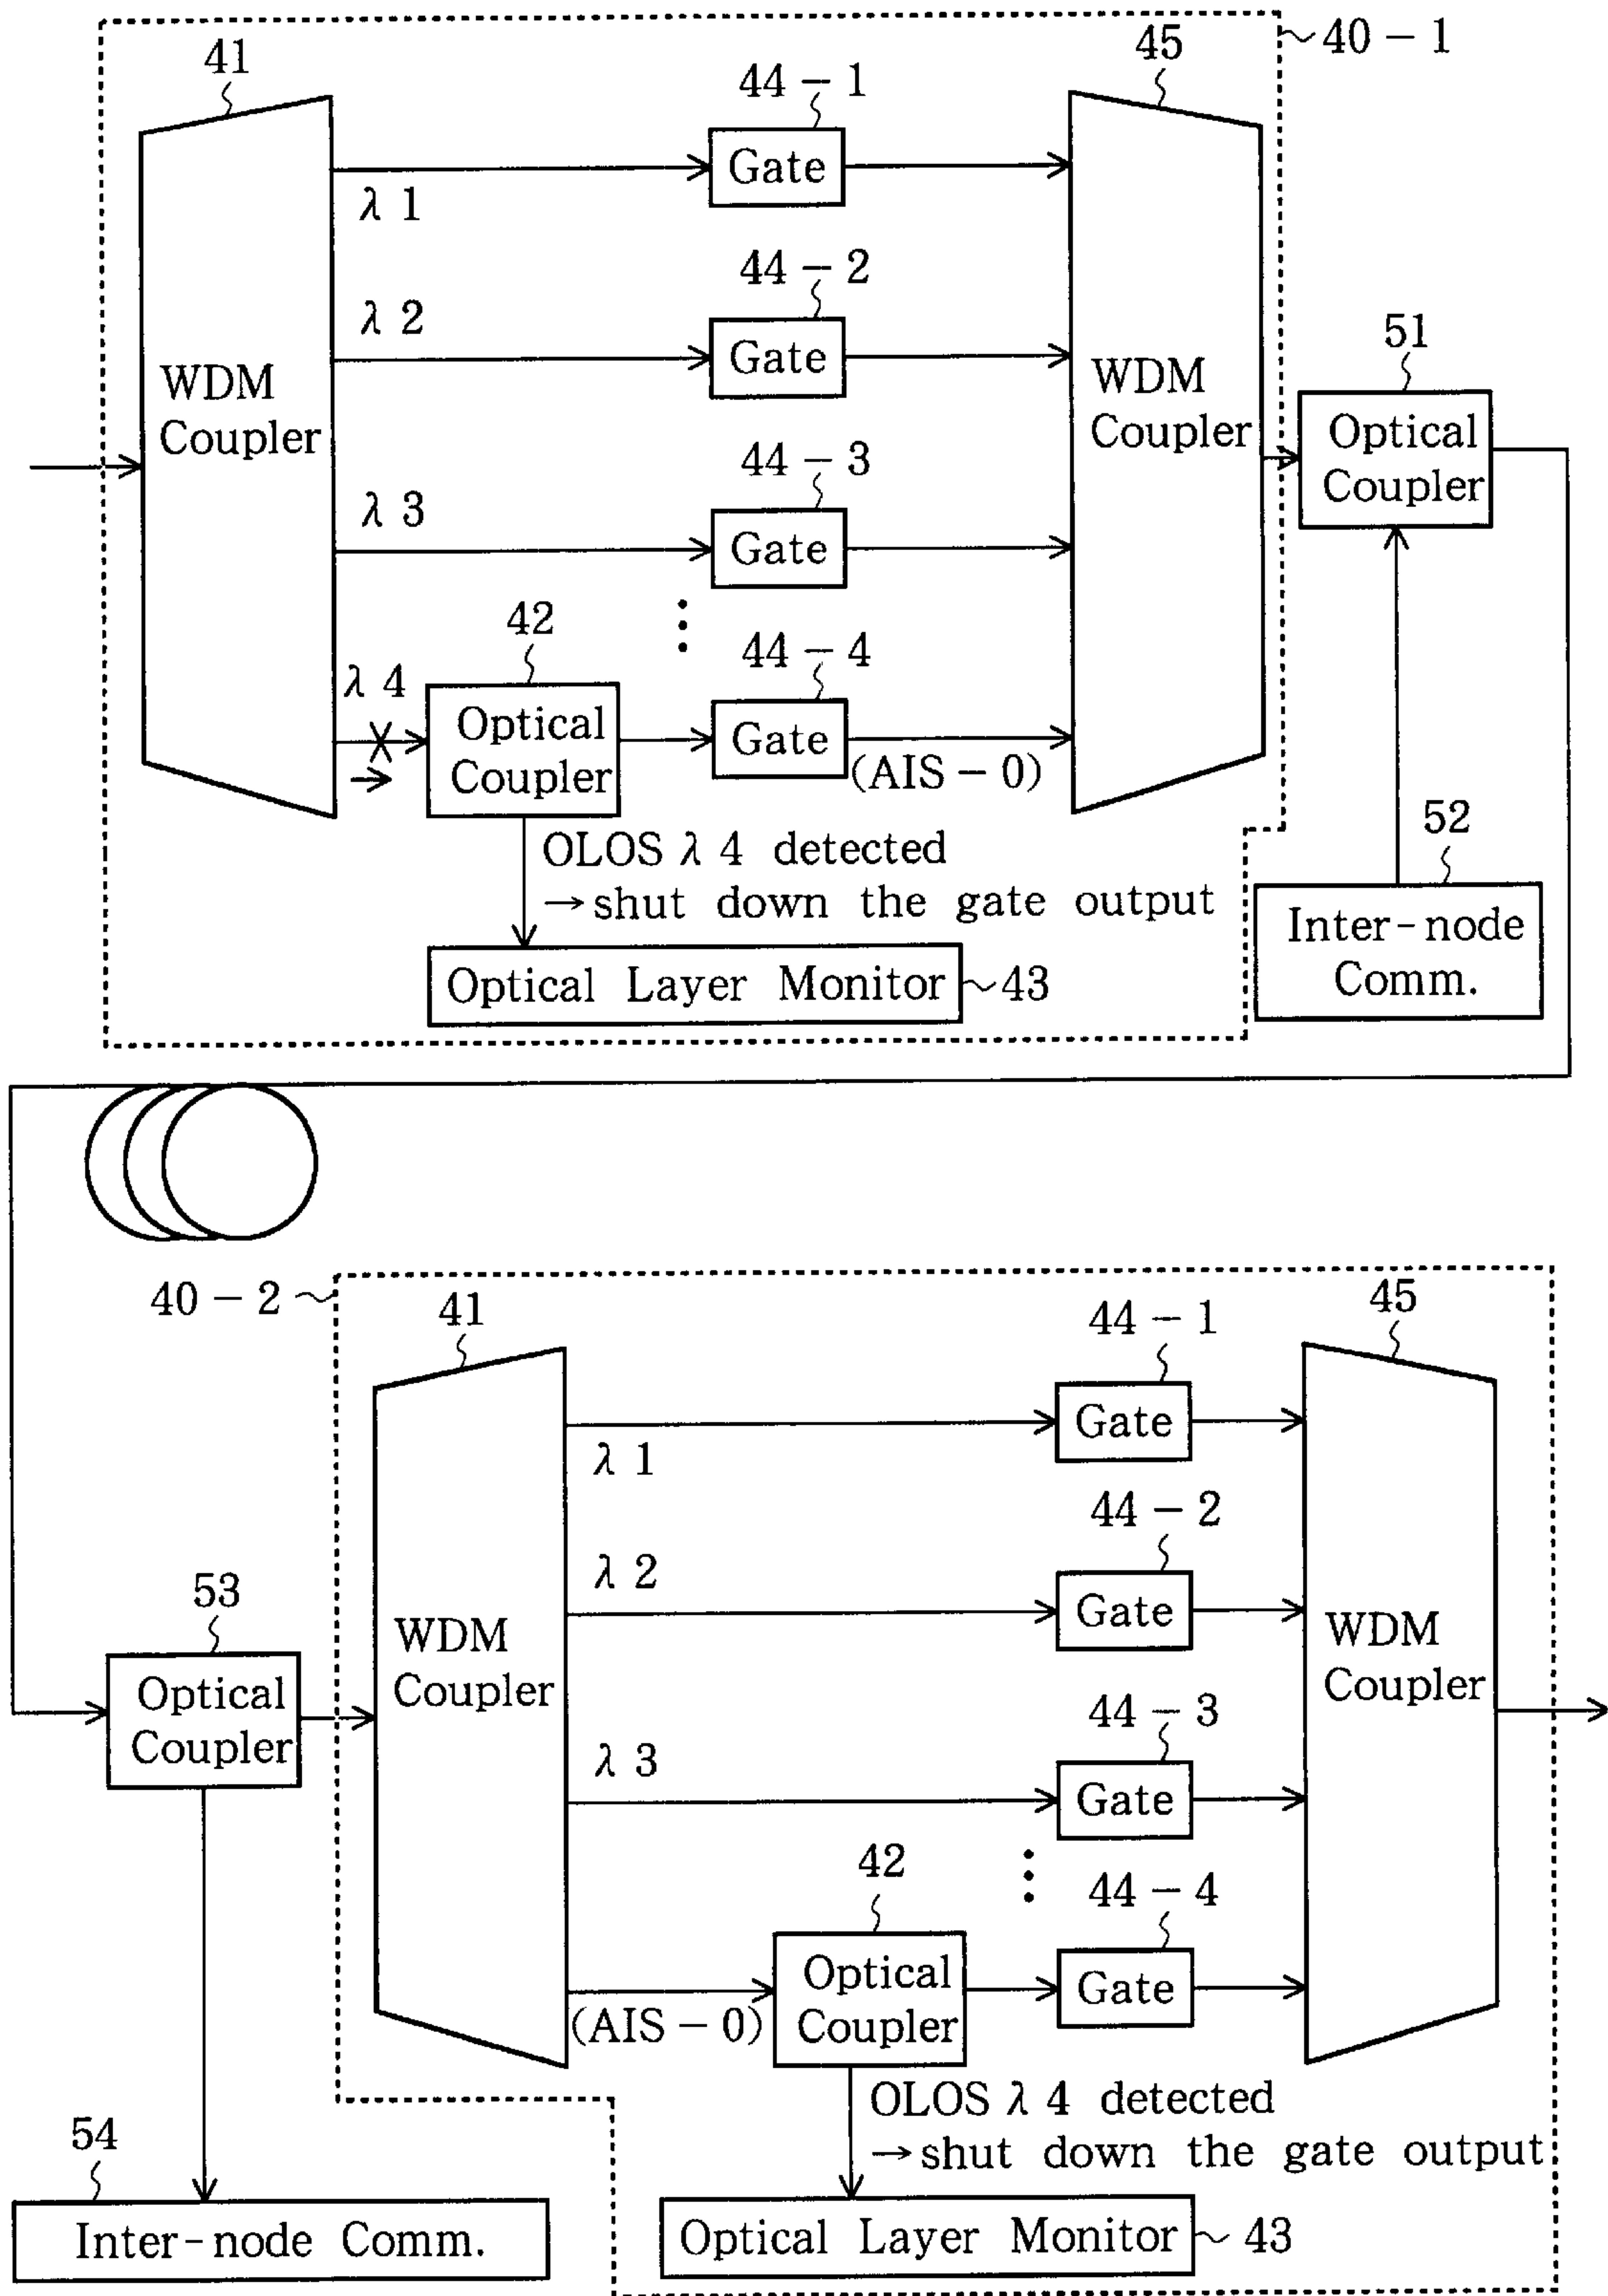 40 - 1
41
45
44 - 1
Gate
λ 1
44 - 2
λ 2
Gate
51
WDM
Coupler
WDM
Coupler
Optical
Coupler
44 - 3
λ 3
Gate
42
44 - 4
λ 4
Optical
Coupler
Gate
(AIS - 0)
52
OLOS λ 4 detected
→ shut down the gate output
Inter-node
Comm.
Optical Layer Monitor
43
40 - 2
41
45
44 - 1
Gate
λ 1
44 - 2
λ 2
Gate
53
WDM
Coupler
WDM
Coupler
Optical
Coupler
44 - 3
λ 3
Gate
42
44 - 4
Optical
Coupler
Gate
(AIS - 0)
OLOS λ 4 detected
→ shut down the gate output
54
Inter-node Comm.
Optical Layer Monitor
43